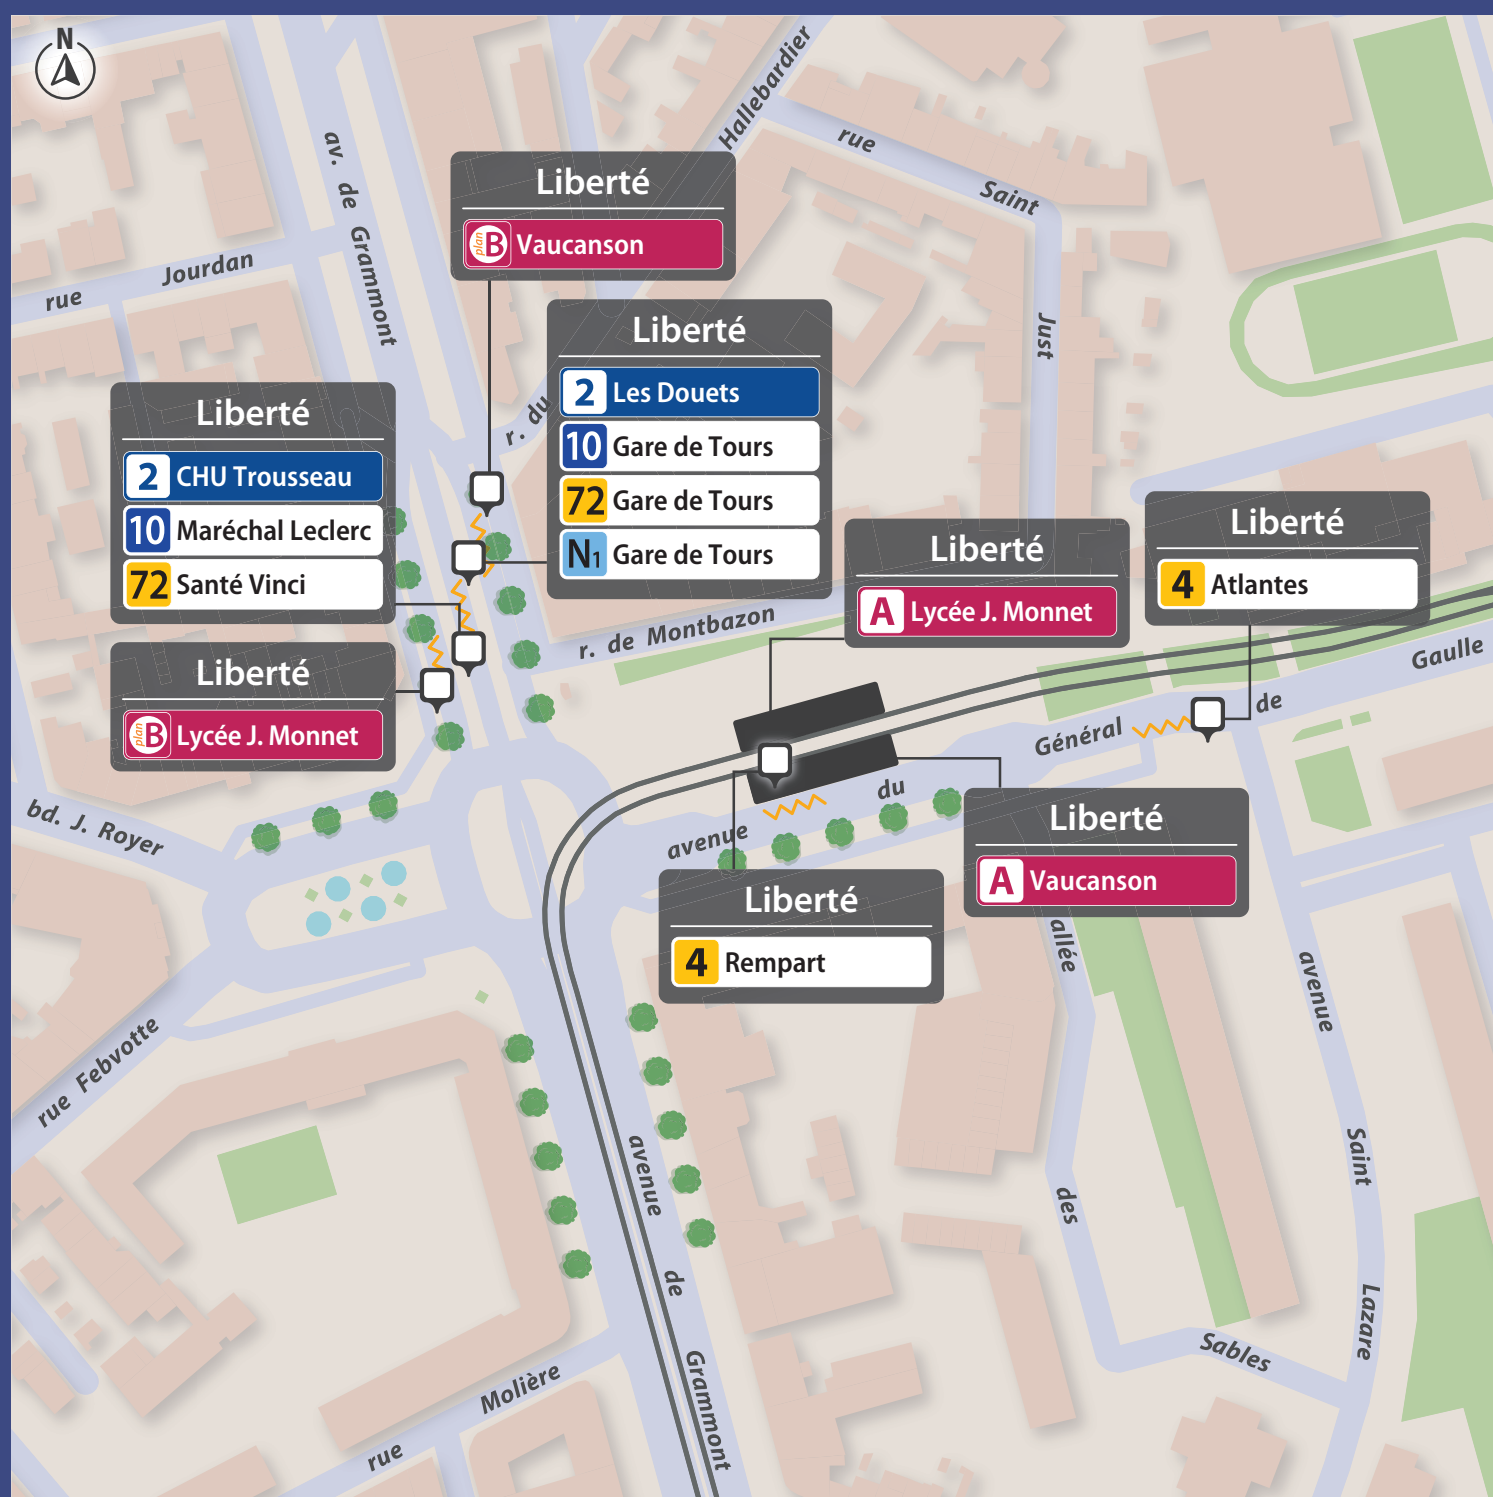 N
Hallebardier
rue
Saint
Just
av. de Grammont
rue Jourdan
Liberté
plan B Vaucanson
Liberté
2 Les Douets
10 Gare de Tours
72 Gare de Tours
N1 Gare de Tours
r. du
Liberté
2 CHU Trousseau
10 Maréchal Leclerc
72 Santé Vinci
Liberté
plan B Lycée J. Monnet
Liberté
A Lycée J. Monnet
Liberté
4 Atlantes
r. de Montbazon
avenue du Général de Gaulle
Liberté
A Vaucanson
Liberté
4 Rempart
bd. J. Royer
rue Febvotte
allée des Sables
avenue Saint Lazare
avenue de Grammont
rue Molière